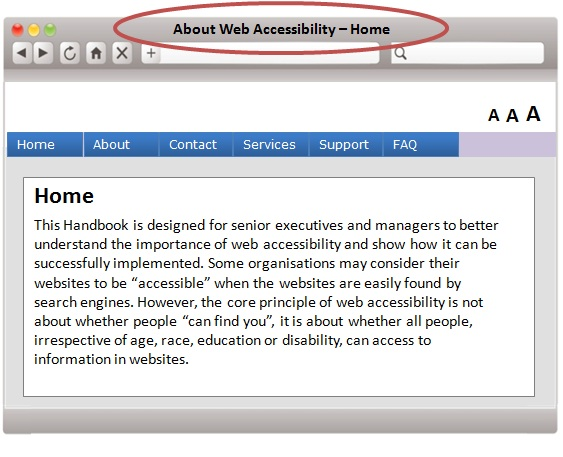 About Web Accessibility – Home
A A A
Home About Contact Services Support FAQ
Home
This Handbook is designed for senior executives and managers to better
understand the importance of web accessibility and show how it can be
successfully implemented. Some organisations may consider their
websites to be “accessible” when the websites are easily found by
search engines. However, the core principle of web accessibility is not
about whether people “can find you”, it is about whether all people,
irrespective of age, race, education or disability, can access to
information in websites.